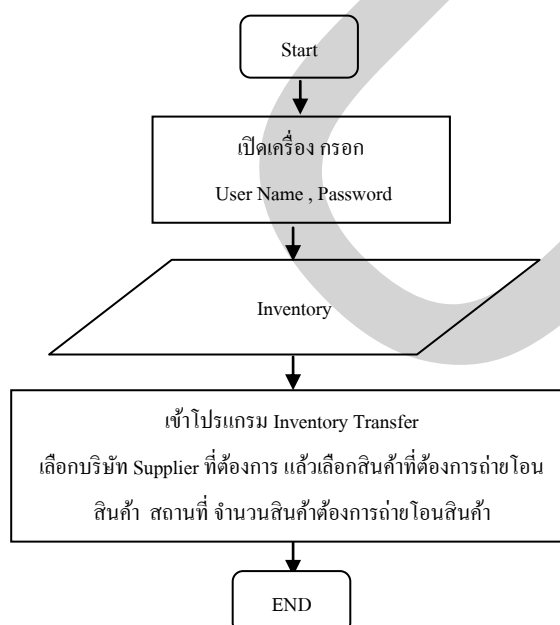 Start
เปิดเครื่อง กรอก
User Name , Password
Inventory
เข้าโปรแกรม Inventory Transfer
เลือกบริษัท Supplier ที่ต้องการ แล้วเลือกสินค้าที่ต้องการถ่ายโอน
สินค้า สถานที่ จำนวนสินค้าต้องการถ่ายโอนสินค้า
END